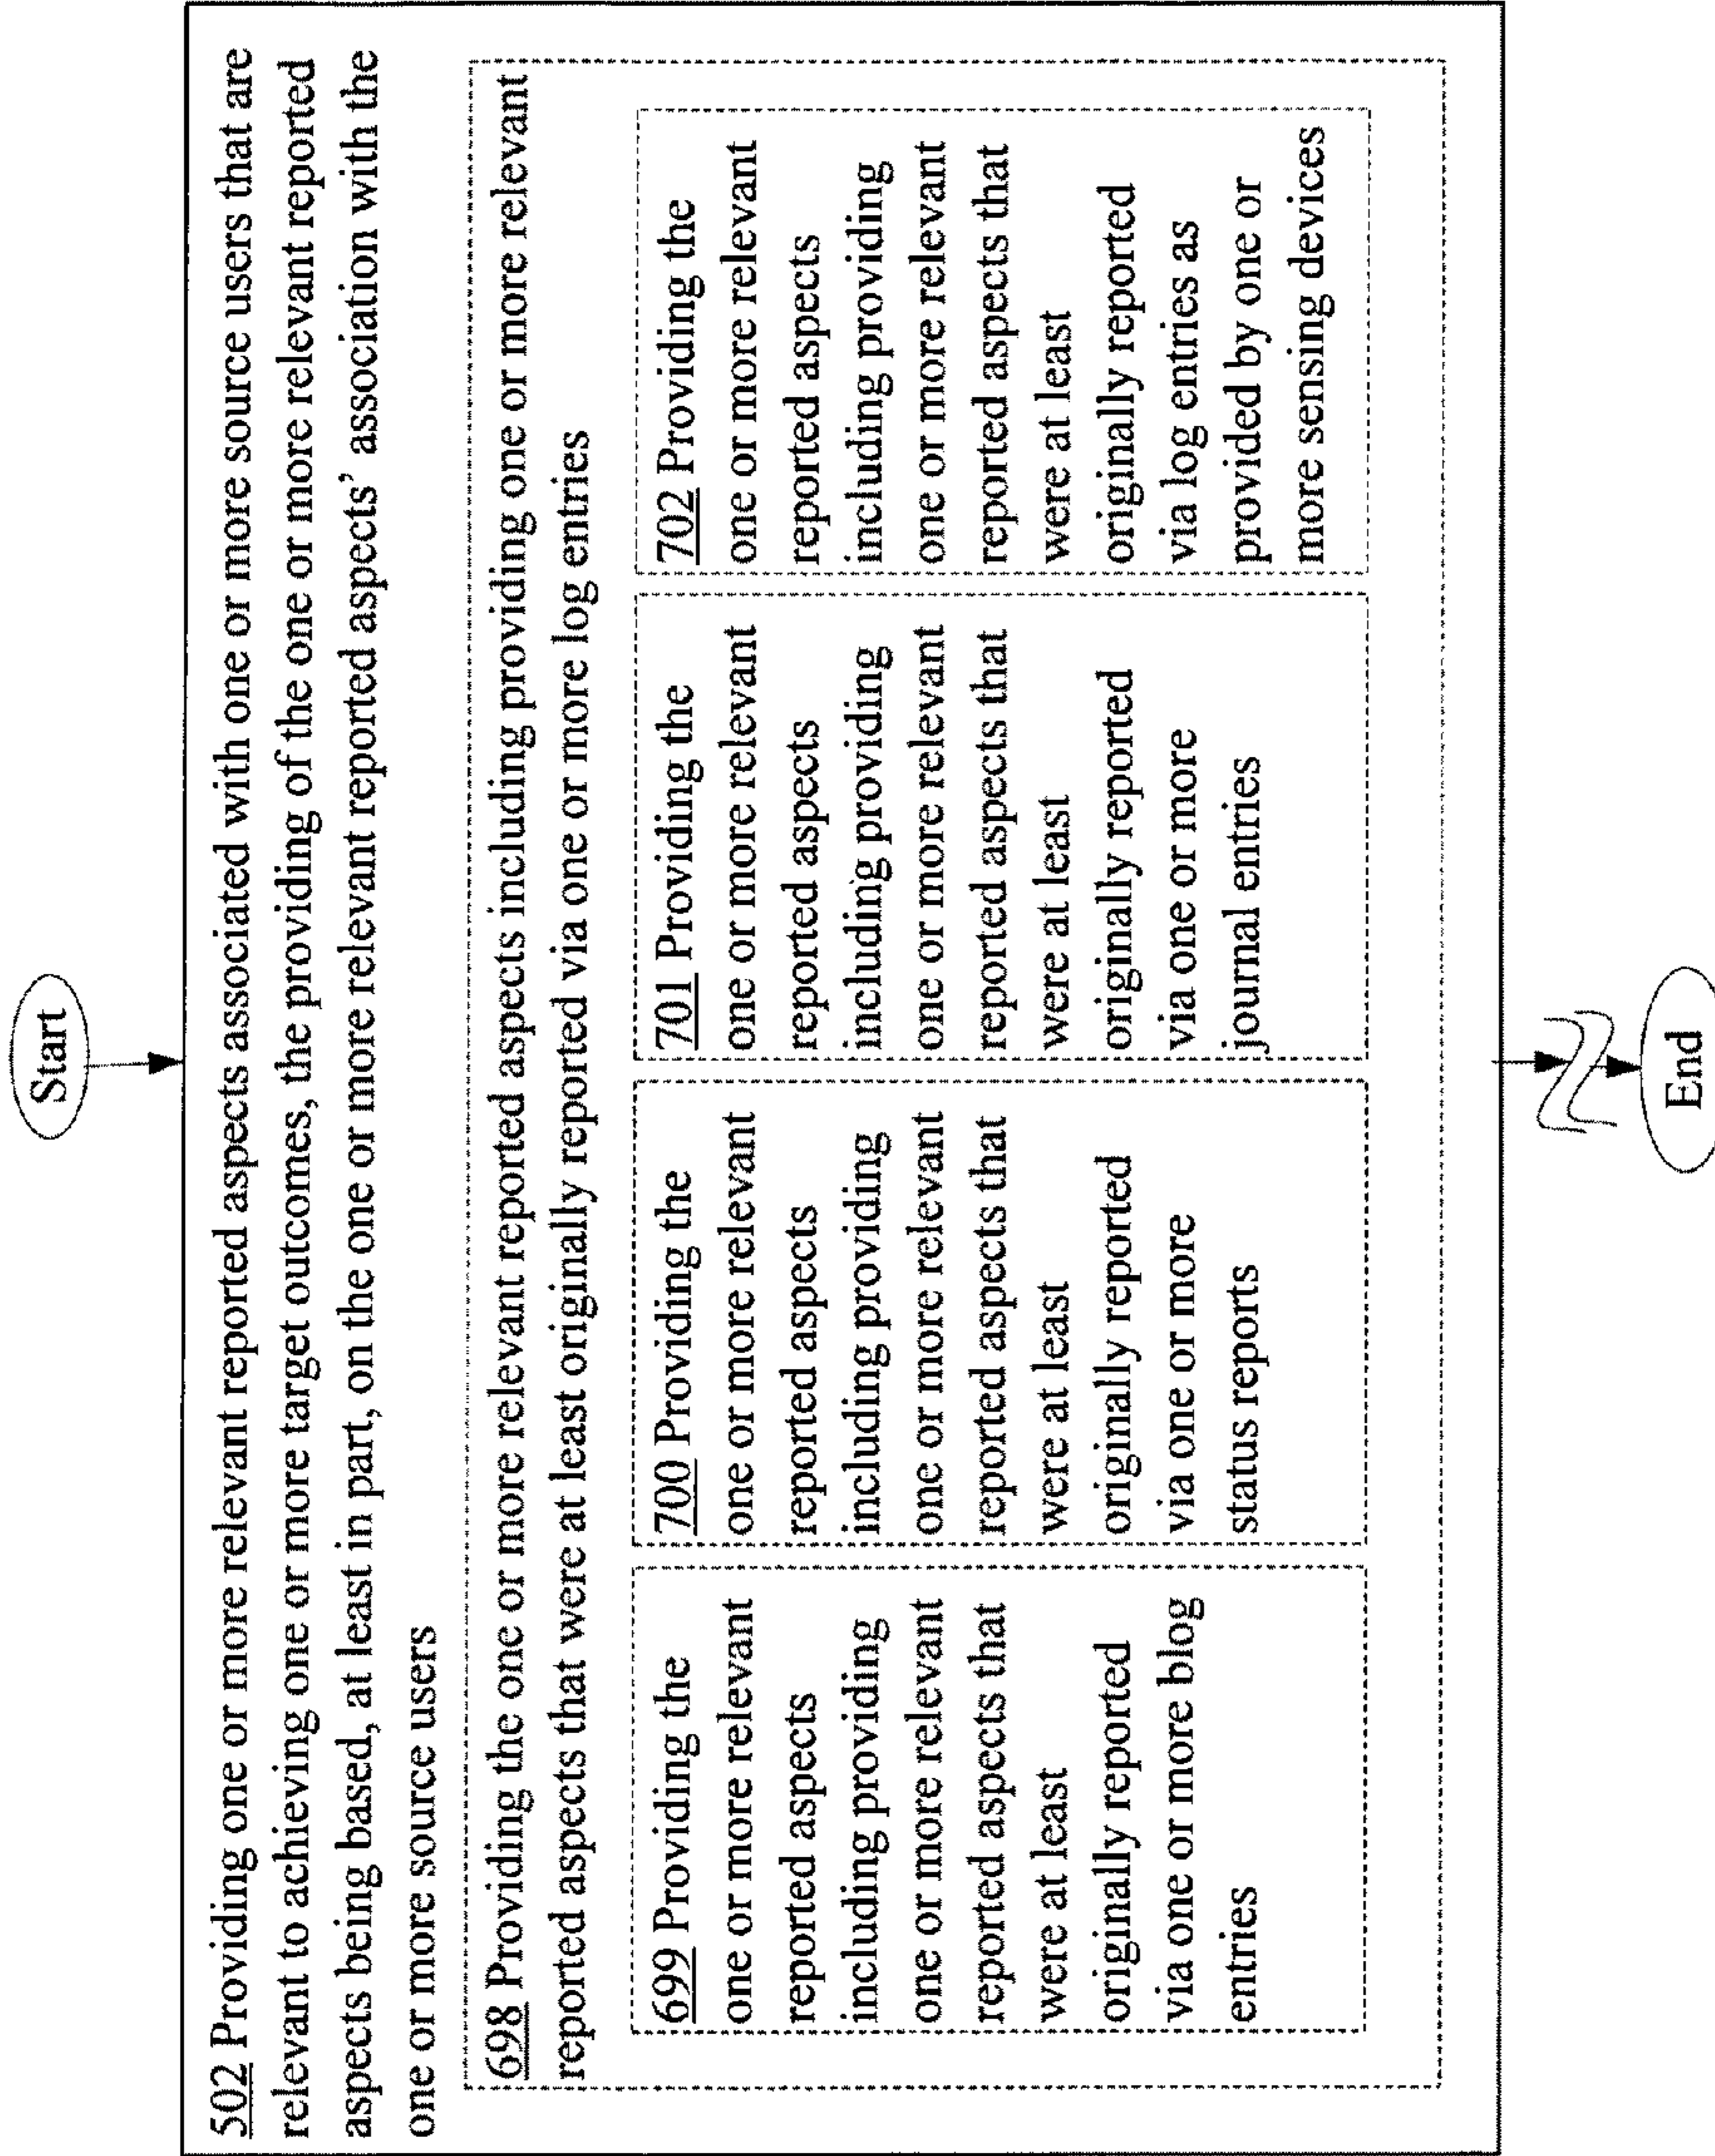 Start
502 Providing one or more relevant reported aspects associated with one or more source users that are
relevant to achieving one or more target outcomes, the providing of the one or more relevant reported
aspects being based, at least in part, on the one or more relevant reported aspects' association with the
one or more source users
698 Providing the one or more relevant reported aspects including providing one or more relevant
reported aspects that were at least originally reported via one or more log entries
699 Providing the
one or more relevant
reported aspects
including providing
one or more relevant
reported aspects that
were at least
originally reported
via one or more blog
entries
700 Providing the
one or more relevant
reported aspects
including providing
one or more relevant
reported aspects that
were at least
originally reported
via one or more
status reports
701 Providing the
one or more relevant
reported aspects
including providing
one or more relevant
reported aspects that
were at least
originally reported
via one or more
journal entries
702 Providing the
one or more relevant
reported aspects
including providing
one or more relevant
reported aspects that
were at least
originally reported
via log entries as
provided by one or
more sensing devices
End